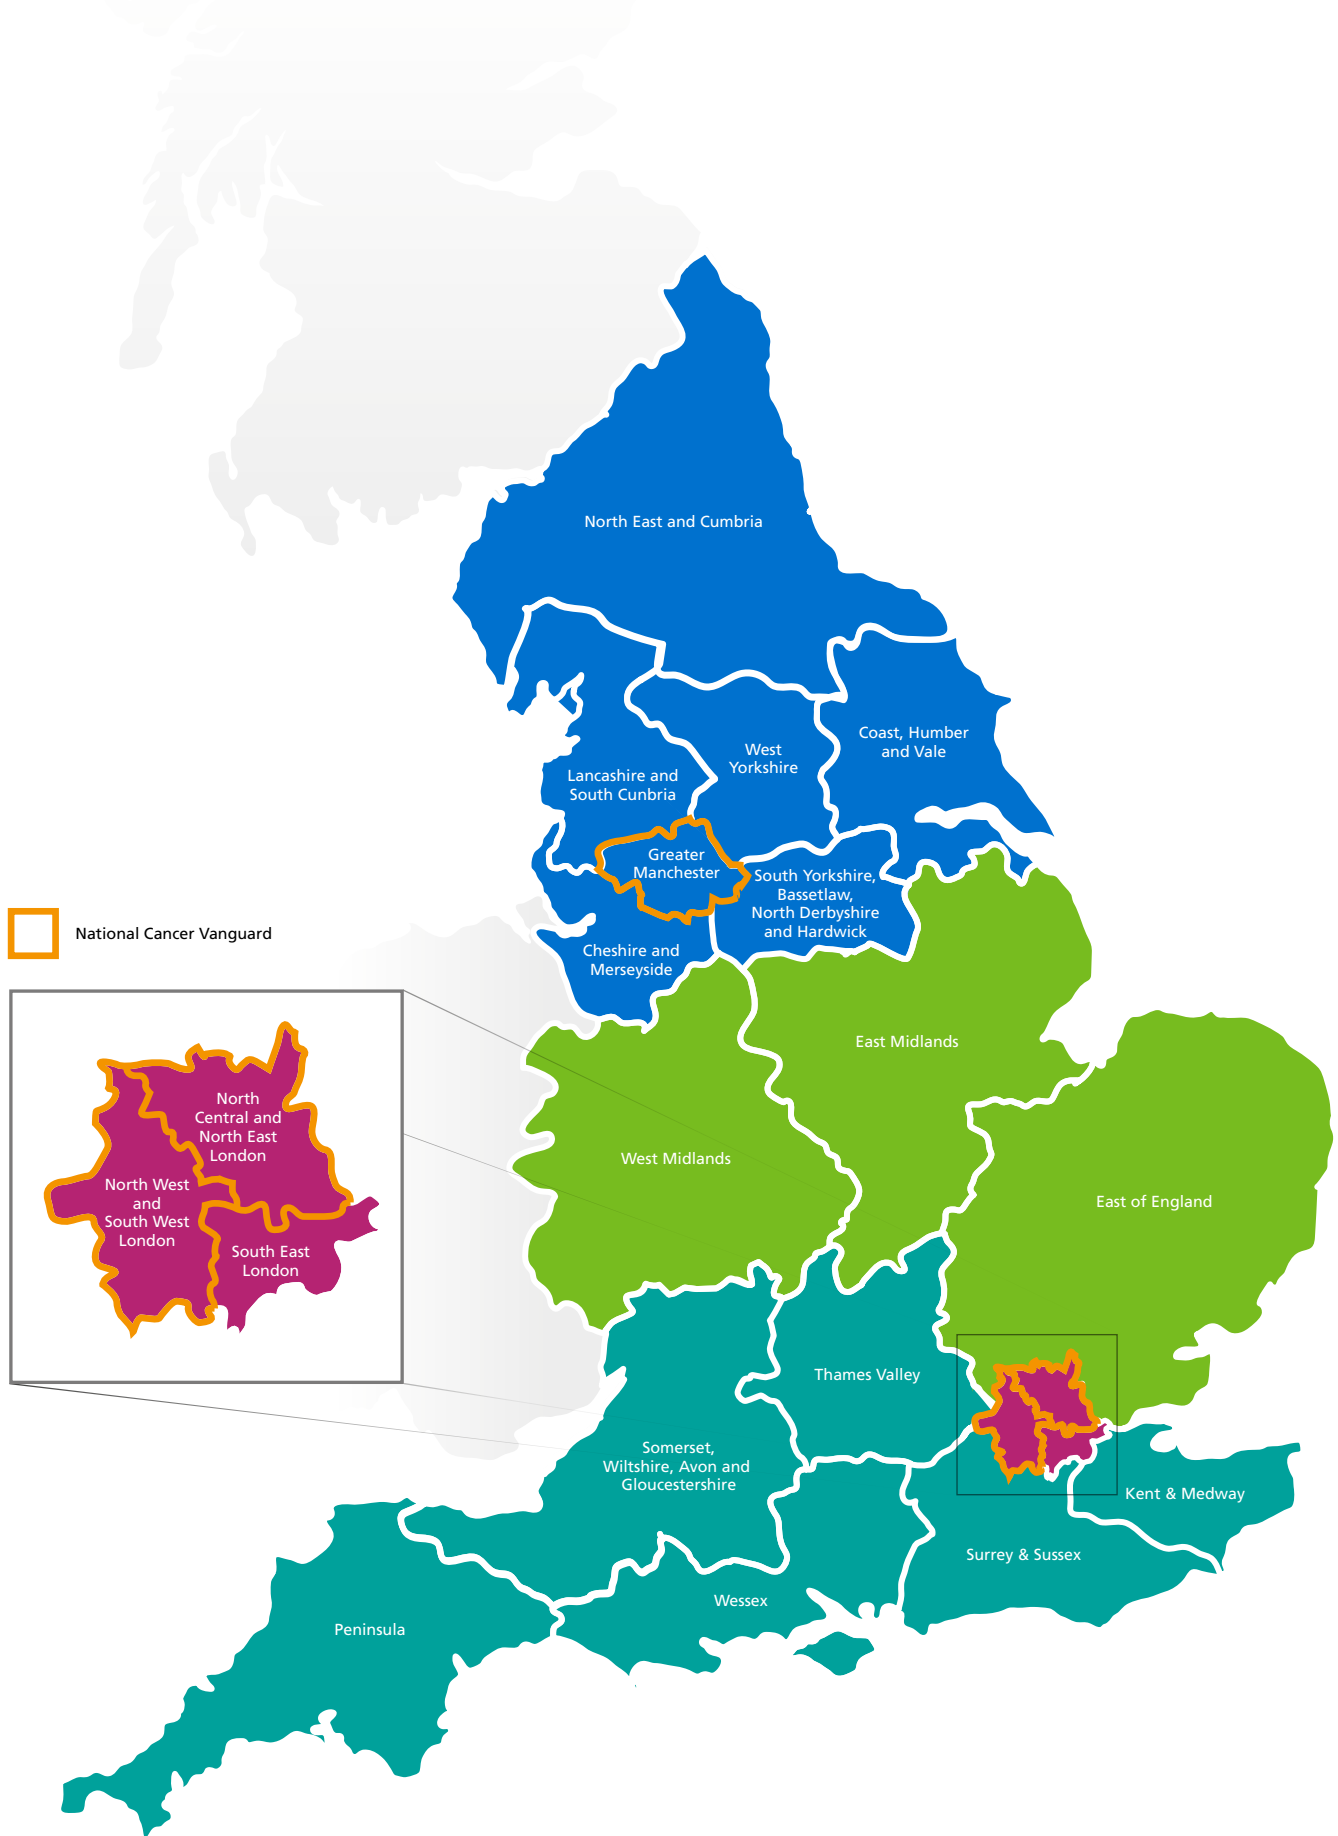 North East and Cumbria
Coast, Humber
and Vale
West
Yorkshire
Lancashire and
South Cunbria
Greater
Manchester
South Yorkshire,
Bassetlaw,
North Derbyshire
and Hardwick
Cheshire and
Merseyside
National Cancer Vanguard
East Midlands
North
Central and
North East
London
North West
and
South West
London
South East
London
West Midlands
East of England
Thames Valley
Somerset,
Wiltshire, Avon and
Gloucestershire
Kent & Medway
Surrey & Sussex
Wessex
Peninsula